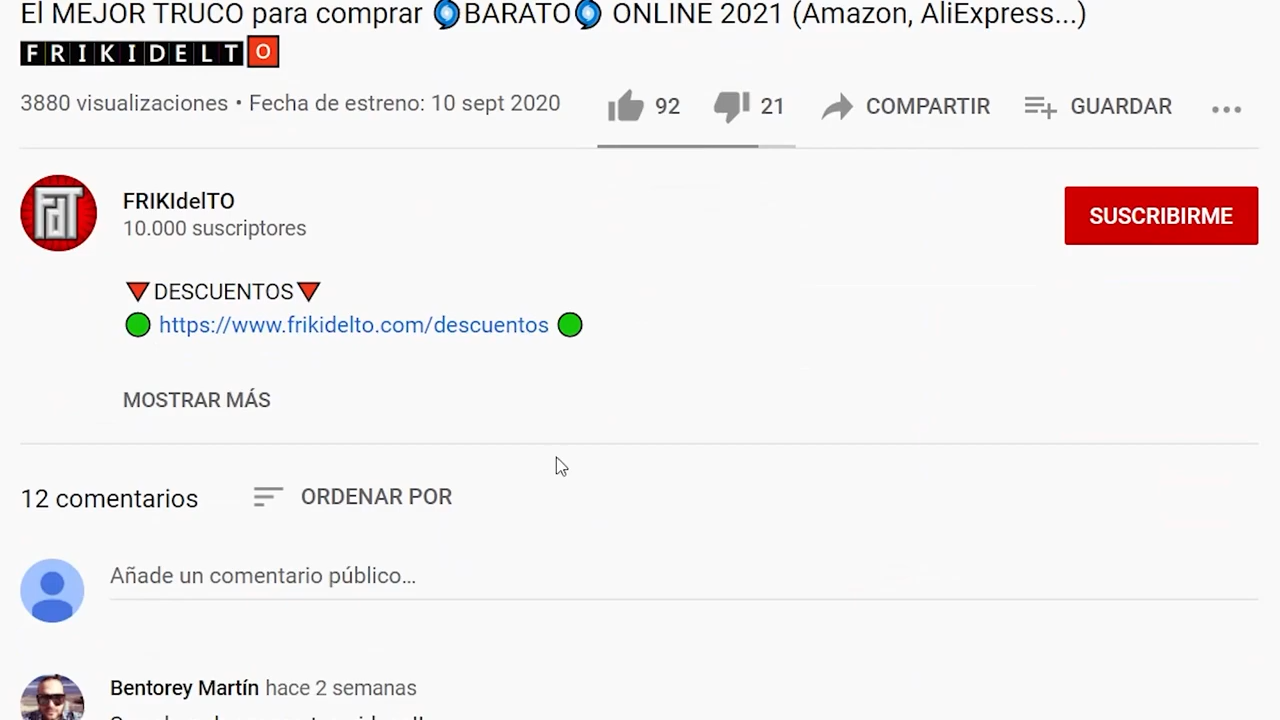 El MEJOR TRUCO para comprar 🌀BARATO🌀 ONLINE 2021 (Amazon, AliExpress...)
FRIKIDELTO
3880 visualizaciones • Fecha de estreno: 10 sept 2020
92
21
COMPARTIR
GUARDAR
FdT
FRIKIdelTO
10.000 suscriptores
SUSCRIBIRME
🔻DESCUENTOS🔻
🟢 https://www.frikidelto.com/descuentos 🟢
MOSTRAR MÁS
12 comentarios
ORDENAR POR
Añade un comentario público...
Bentorey Martín hace 2 semanas